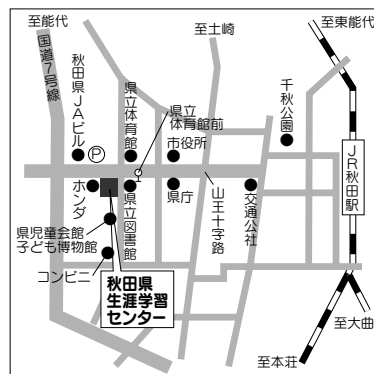 至能代
至土崎
至東能代
国道7号線
秋田県JAビル
P
県立体育館
県立
体育館前
市役所
千秋公園
JR秋田駅
ホンダ
県立図書館
県庁
山王十字路
交通公社
県児童会館
子ども博物館
コンビニ
秋田県
生涯学習
センター
至大曲
至本荘